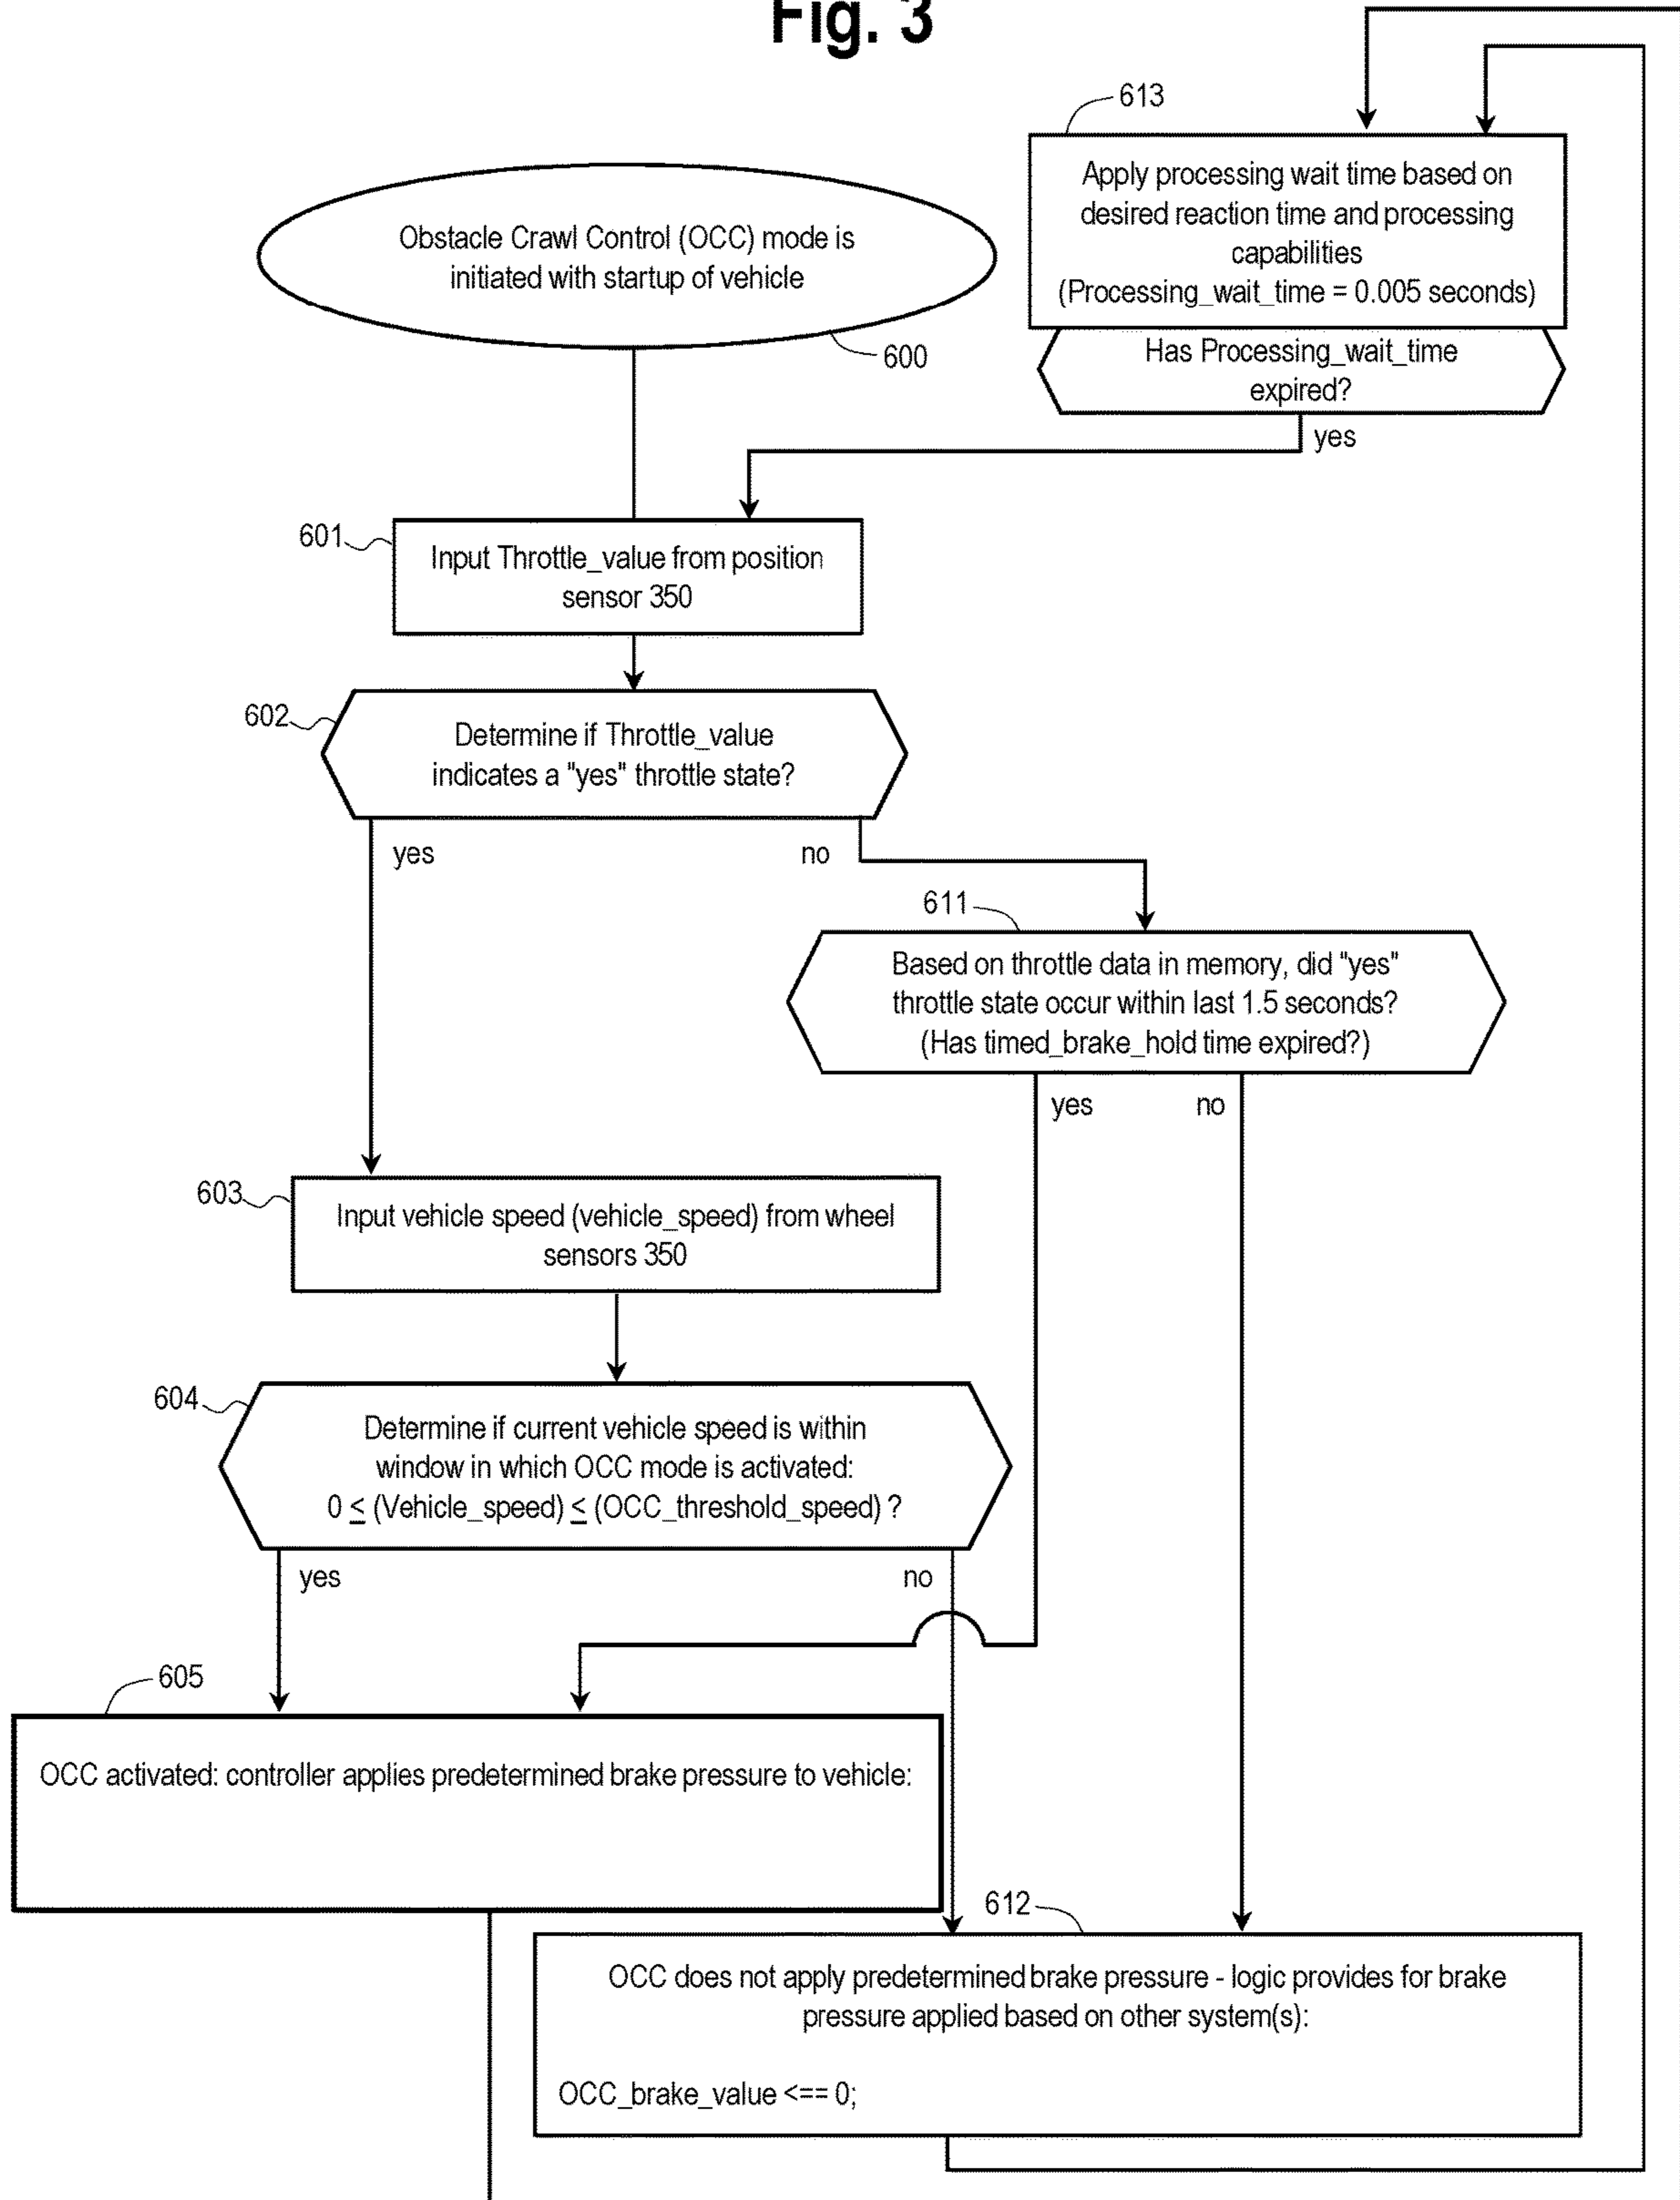 Fig. 3
613
Apply processing wait time based on
desired reaction time and processing
capabilities
(Processing_wait_time = 0.005 seconds)
Obstacle Crawl Control (OCC) mode is
initiated with startup of vehicle
600
Has Processing_wait_time
expired?
yes
601
Input Throttle_value from position
sensor 350
602
Determine if Throttle_value
indicates a "yes" throttle state?
yes
no
611
Based on throttle data in memory, did "yes"
throttle state occur within last 1.5 seconds?
(Has timed_brake_hold time expired?)
yes
no
603
Input vehicle speed (vehicle_speed) from wheel
sensors 350
604
Determine if current vehicle speed is within
window in which OCC mode is activated:
0 ≤ (Vehicle_speed) ≤ (OCC_threshold_speed) ?
yes
no
605
OCC activated: controller applies predetermined brake pressure to vehicle:
612
OCC does not apply predetermined brake pressure - logic provides for brake
pressure applied based on other system(s):
OCC_brake_value <== 0;